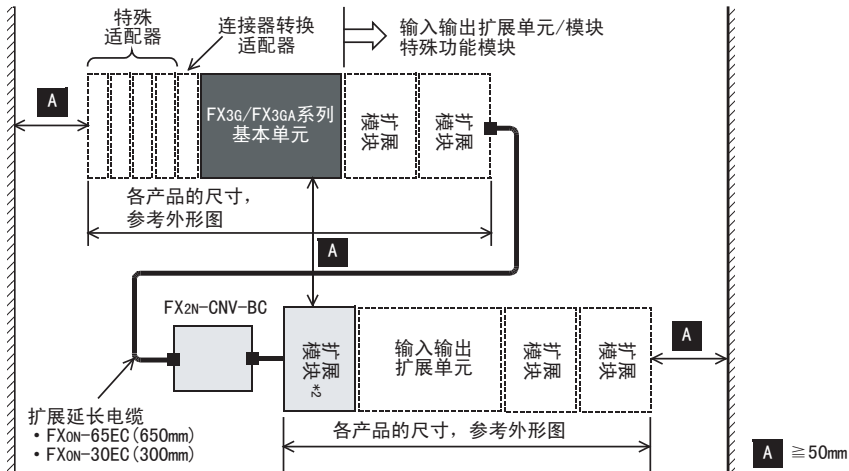 特殊
适配器
连接器转换
适配器
输入输出扩展单元/模块
特殊功能模块
A
FX3G/FX3GA系列
基本单元
扩展
模块
扩展
模块
各产品的尺寸，
参考外形图
A
FX2N-CNV-BC
扩展
模块*2
输入输出
扩展单元
扩展
模块
扩展
模块
A
扩展延长电缆
• FX0N-65EC(650mm)
• FX0N-30EC(300mm)
各产品的尺寸，参考外形图
A ≧50mm